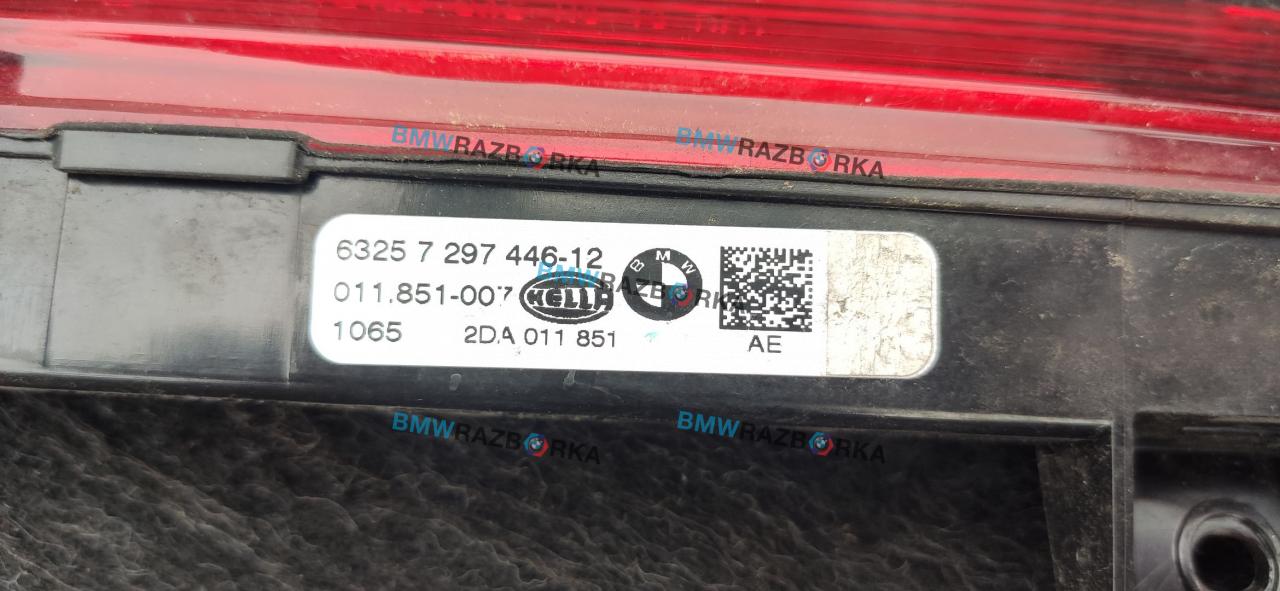 BMWRAZBORKA BMWRAZBORKA
6325 7 297 446-12
BMW
BMWRAZBORKA
011.851-007 HELLA
1065 2DA 011 851
AE
BMWRAZBORKA BMWRAZBORKA